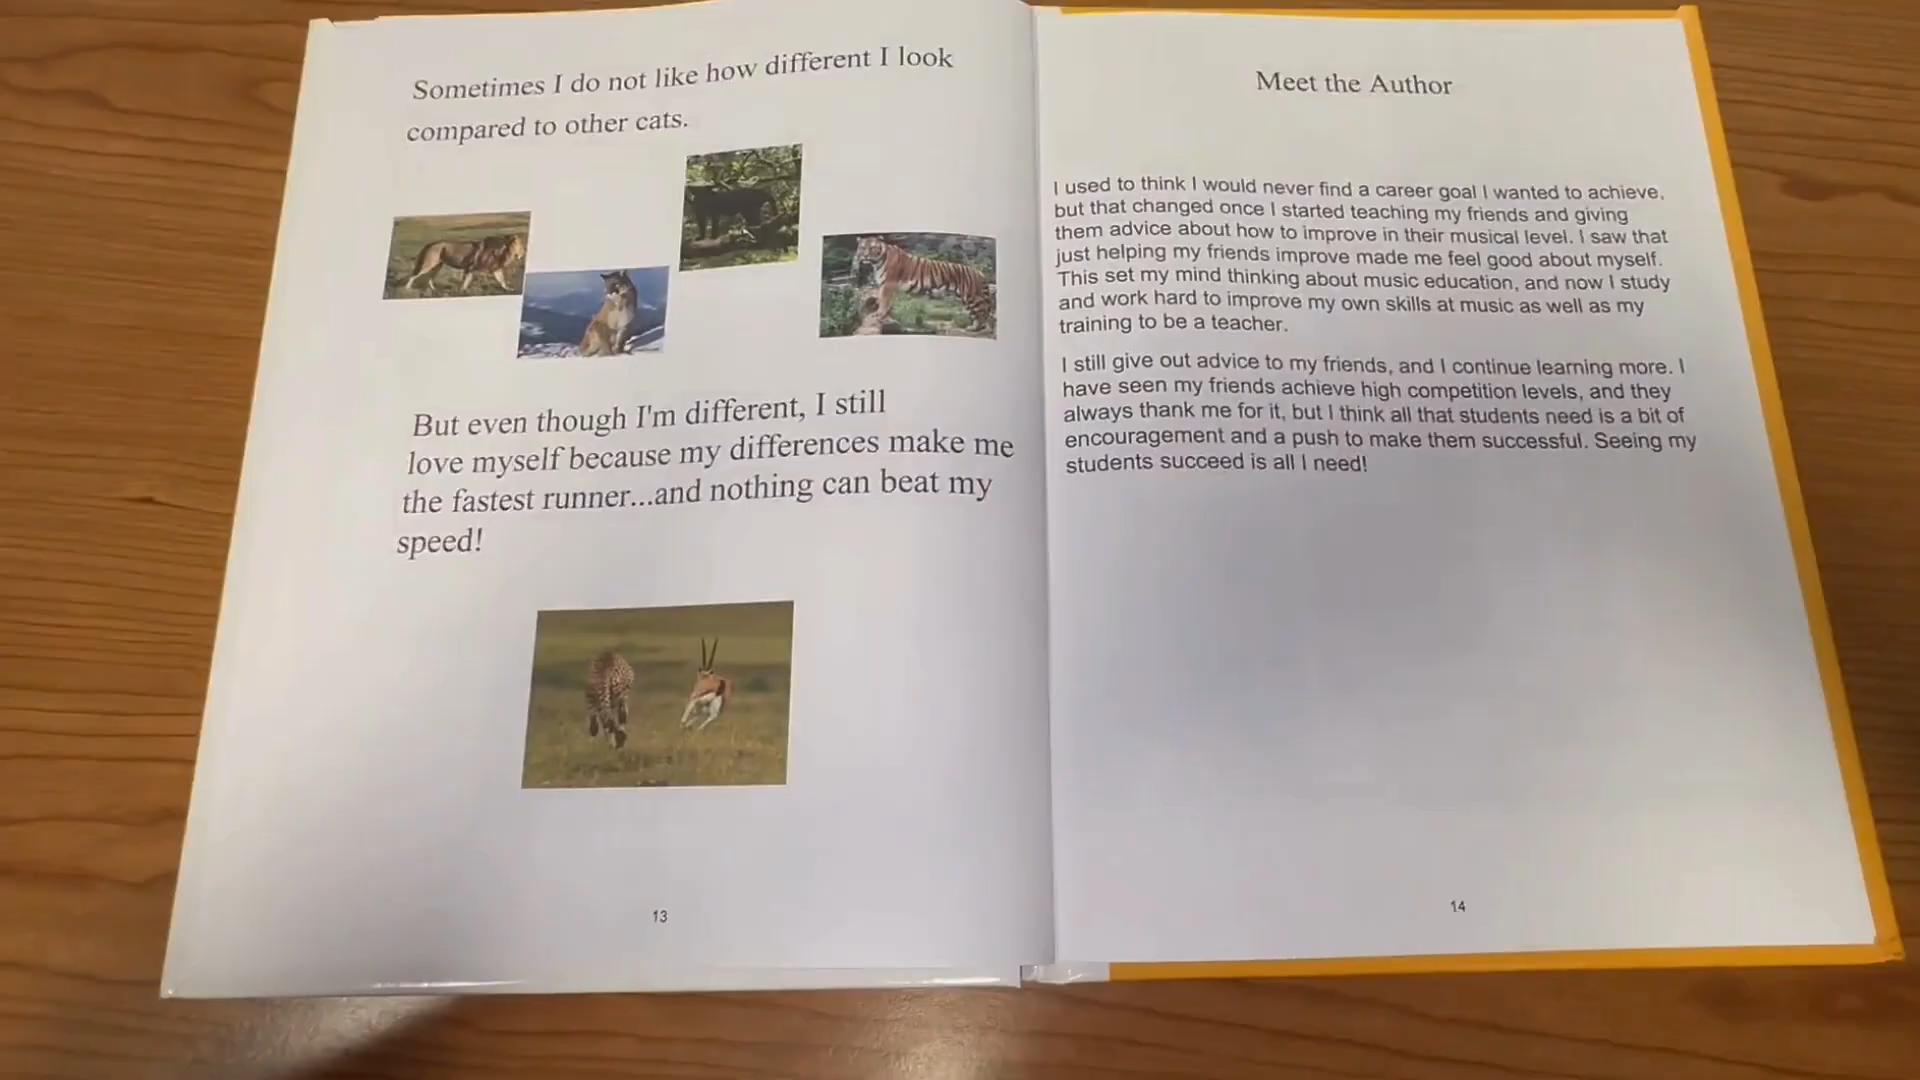 Sometimes I do not like how different I look
compared to other cats.
But even though I'm different, I still
love myself because my differences make me
the fastest runner...and nothing can beat my
speed!
13
Meet the Author
I used to think I would never find a career goal I wanted to achieve,
but that changed once I started teaching my friends and giving
them advice about how to improve in their musical level. I saw that
just helping my friends improve made me feel good about myself.
This set my mind thinking about music education, and now I study
and work hard to improve my own skills at music as well as my
training to be a teacher.
I still give out advice to my friends, and I continue learning more. I
have seen my friends achieve high competition levels, and they
always thank me for it, but I think all that students need is a bit of
encouragement and a push to make them successful. Seeing my
students succeed is all I need!
14